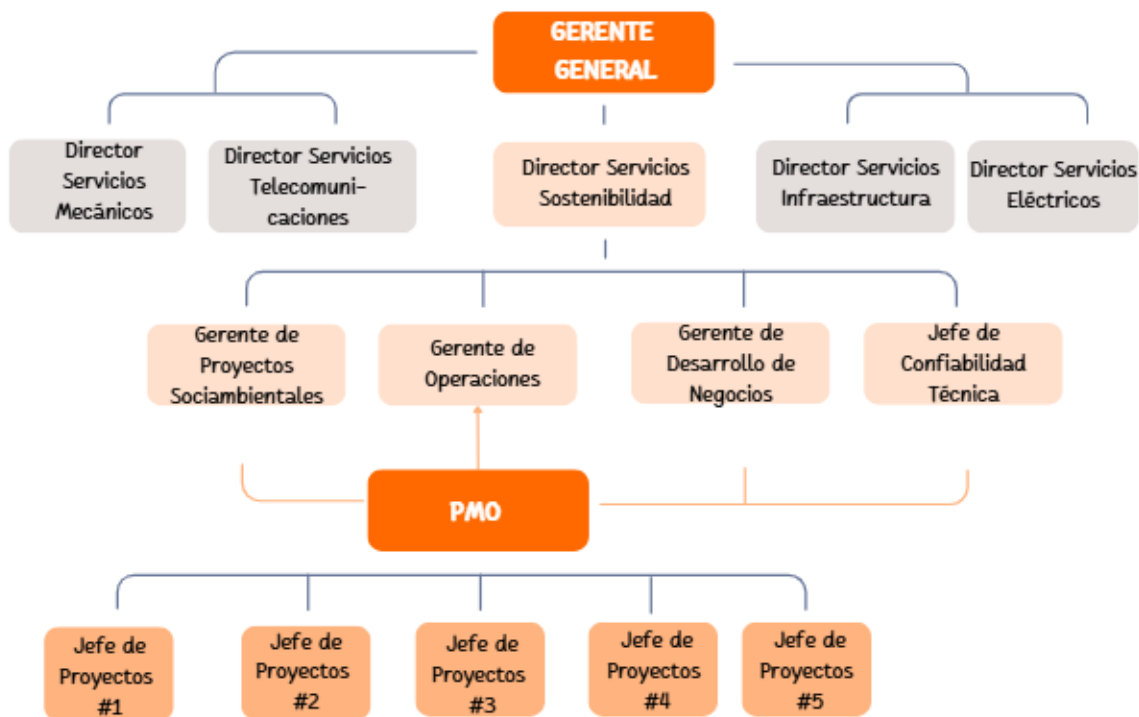 GERENTE
GENERAL
Director
Servicios
Mecánicos
Director Servicios
Telecomuni-
caciones
Director Servicios
Sostenibilidad
Director Servicios
Infraestructura
Director Servicios
Eléctricos
Gerente de
Proyectos
Sociambientales
Gerente de
Operaciones
Gerente de
Desarrollo de
Negocios
Jefe de
Confiabilidad
Técnica
PMO
Jefe de
Proyectos
#1
Jefe de
Proyectos
#2
Jefe de
Proyectos
#3
Jefe de
Proyectos
#4
Jefe de
Proyectos
#5